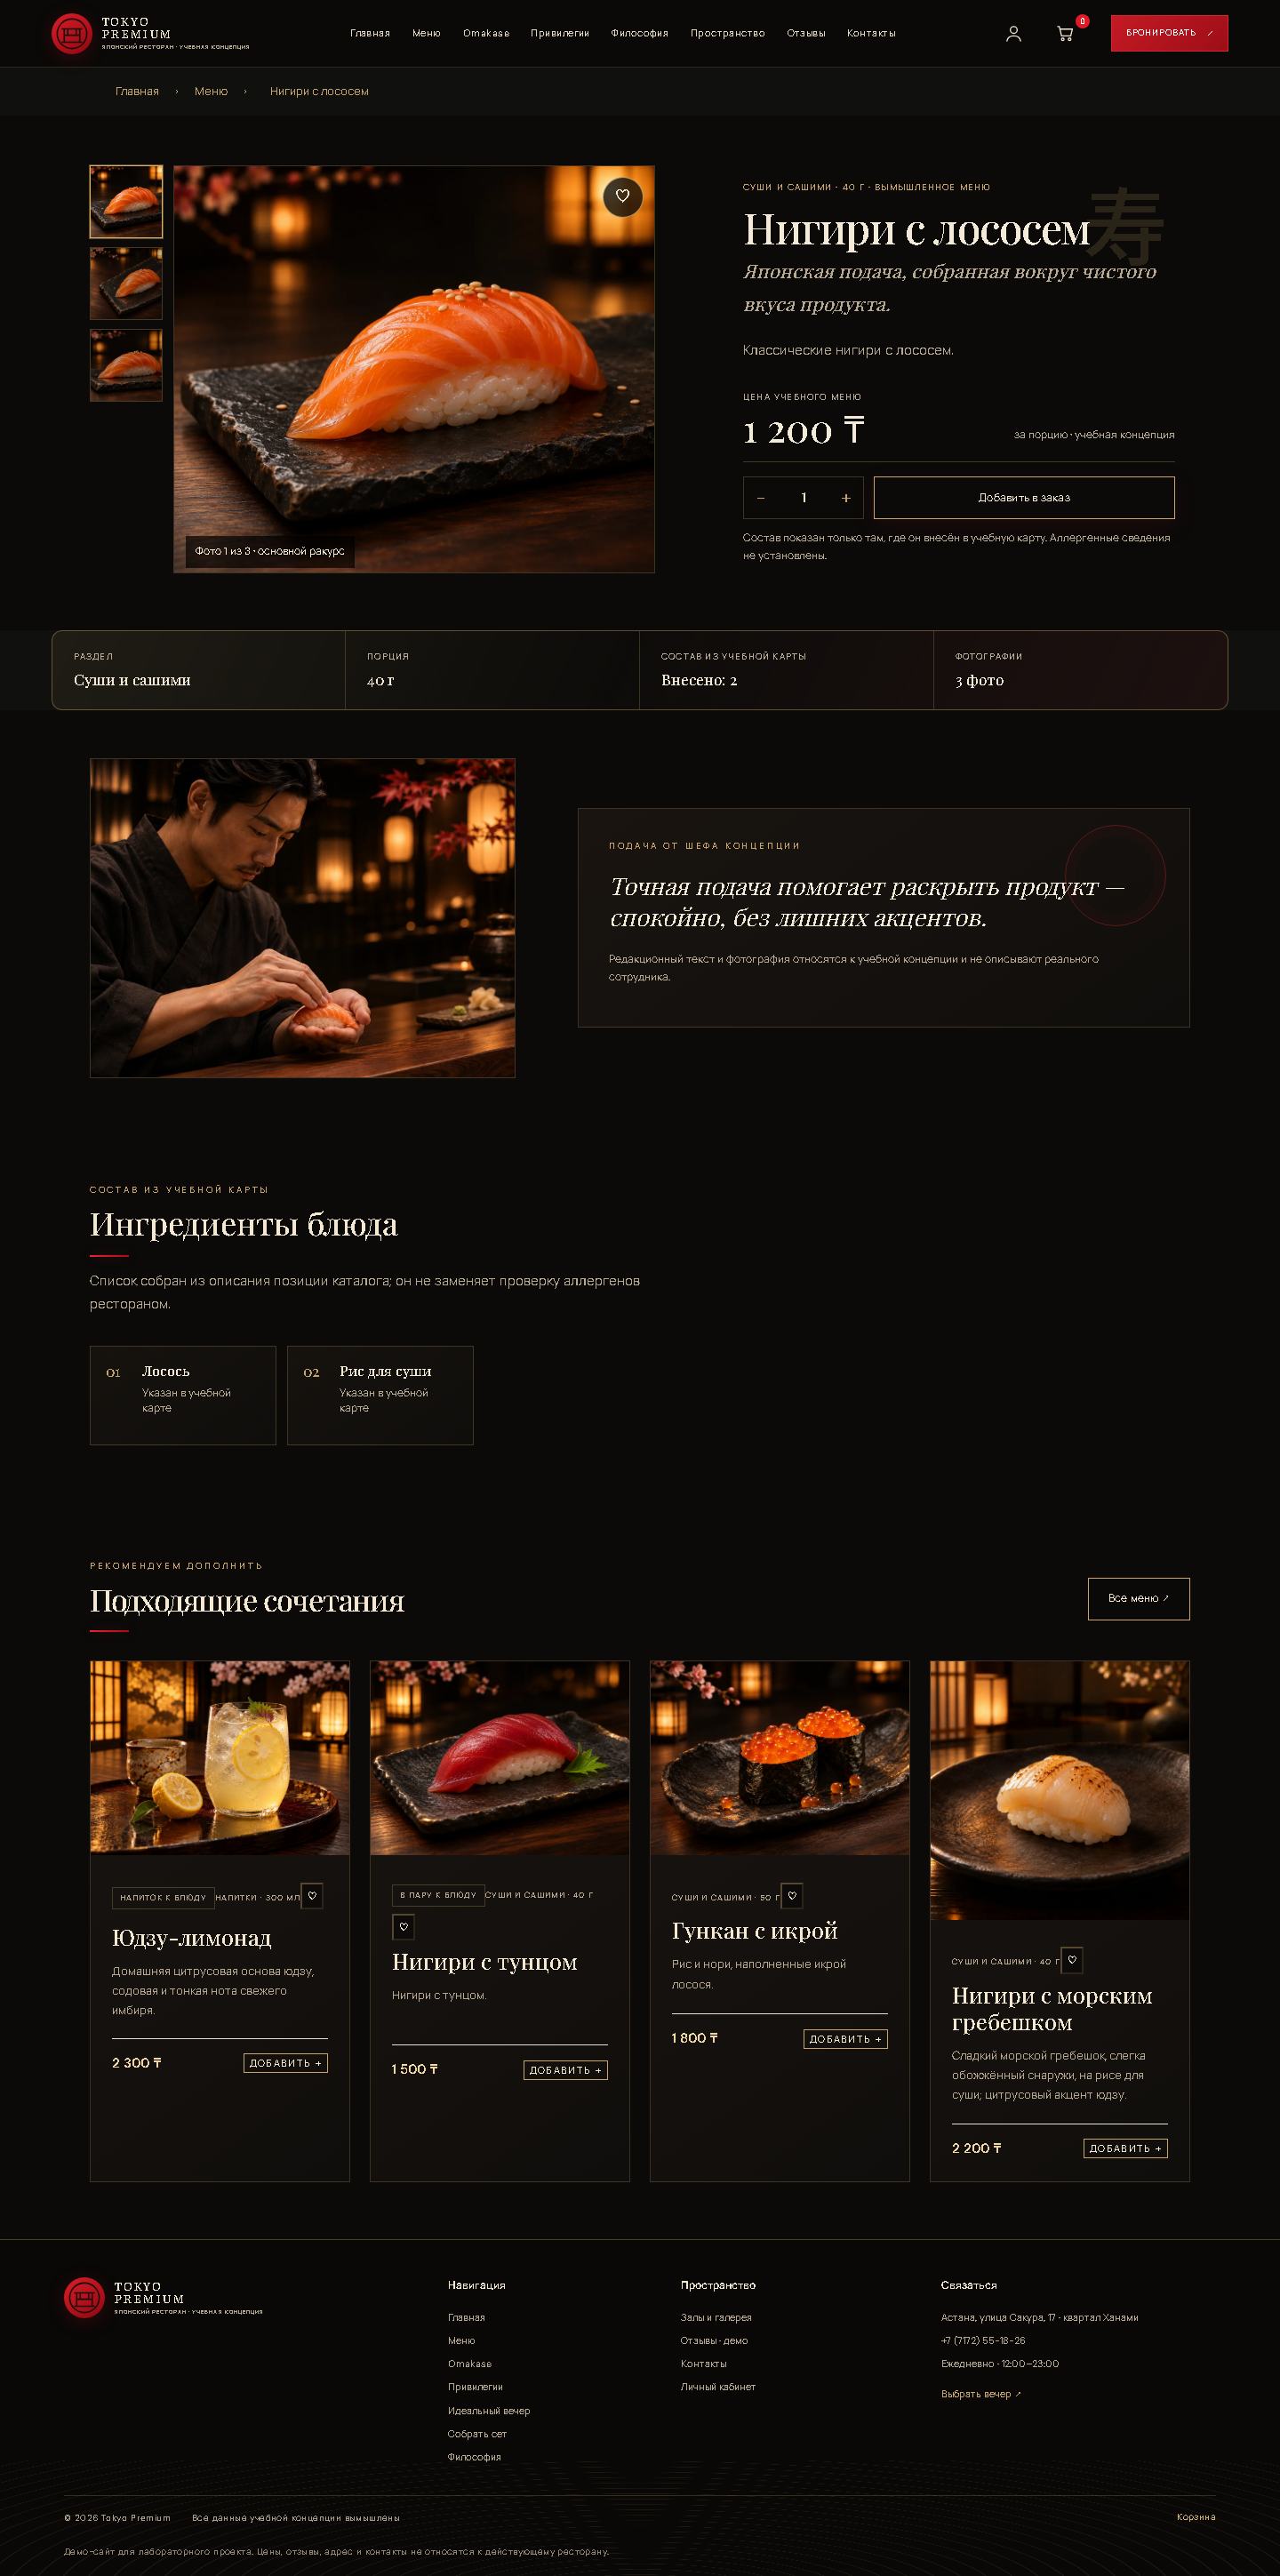 TOKYO
PREMIUM
ЯПОНСКИЙ РЕСТОРАН · УЧЕБНАЯ КОНЦЕПЦИЯ
Главная Меню Omakase Привилегии Философия Пространство Отзывы Контакты
0
БРОНИРОВАТЬ ↗
Главная › Меню › Нигири с лососем
СУШИ И САШИМИ · 40 Г · ВЫМЫШЛЕННОЕ МЕНЮ
寿
Нигири с лососем
Японская подача, собранная вокруг чистого
вкуса продукта.
Классические нигири с лососем.
ЦЕНА УЧЕБНОГО МЕНЮ
1 200 ₸
за порцию · учебная концепция
− 1 +
Добавить в заказ
Состав показан только там, где он внесён в учебную карту. Аллергенные сведения
не установлены.
Фото 1 из 3 · основной ракурс
РАЗДЕЛ
Суши и сашими
ПОРЦИЯ
40 г
СОСТАВ ИЗ УЧЕБНОЙ КАРТЫ
Внесено: 2
ФОТОГРАФИИ
3 фото
ПОДАЧА ОТ ШЕФА КОНЦЕПЦИИ
Точная подача помогает раскрыть продукт —
спокойно, без лишних акцентов.
Редакционный текст и фотография относятся к учебной концепции и не описывают реального
сотрудника.
СОСТАВ ИЗ УЧЕБНОЙ КАРТЫ
Ингредиенты блюда
Список собран из описания позиции каталога; он не заменяет проверку аллергенов
рестораном.
01 Лосось
Указан в учебной
карте
02 Рис для суши
Указан в учебной
карте
РЕКОМЕНДУЕМ ДОПОЛНИТЬ
Подходящие сочетания
Все меню ↗
НАПИТОК К БЛЮДУ НАПИТКИ · 300 МЛ
Юдзу-лимонад
Домашняя цитрусовая основа юдзу,
содовая и тонкая нота свежего
имбиря.
2 300 ₸ ДОБАВИТЬ +
В ПАРУ К БЛЮДУ СУШИ И САШИМИ · 40 Г
Нигири с тунцом
Нигири с тунцом.
1 500 ₸ ДОБАВИТЬ +
СУШИ И САШИМИ · 50 Г
Гункан с икрой
Рис и нори, наполненные икрой
лосося.
1 800 ₸ ДОБАВИТЬ +
СУШИ И САШИМИ · 40 Г
Нигири с морским
гребешком
Сладкий морской гребешок, слегка
обожжённый снаружи, на рисе для
суши; цитрусовый акцент юдзу.
2 200 ₸ ДОБАВИТЬ +
TOKYO
PREMIUM
ЯПОНСКИЙ РЕСТОРАН · УЧЕБНАЯ КОНЦЕПЦИЯ
Навигация
Главная
Меню
Omakase
Привилегии
Идеальный вечер
Собрать сет
Философия
Пространство
Залы и галерея
Отзывы · демо
Контакты
Личный кабинет
Связаться
Астана, улица Сакура, 17 · квартал Ханами
+7 (7172) 55-18-26
Ежедневно · 12:00–23:00
Выбрать вечер ↗
© 2026 Tokyo Premium Все данные учебной концепции вымышлены
Корзина
Демо-сайт для лабораторного проекта. Цены, отзывы, адрес и контакты не относятся к действующему ресторану.